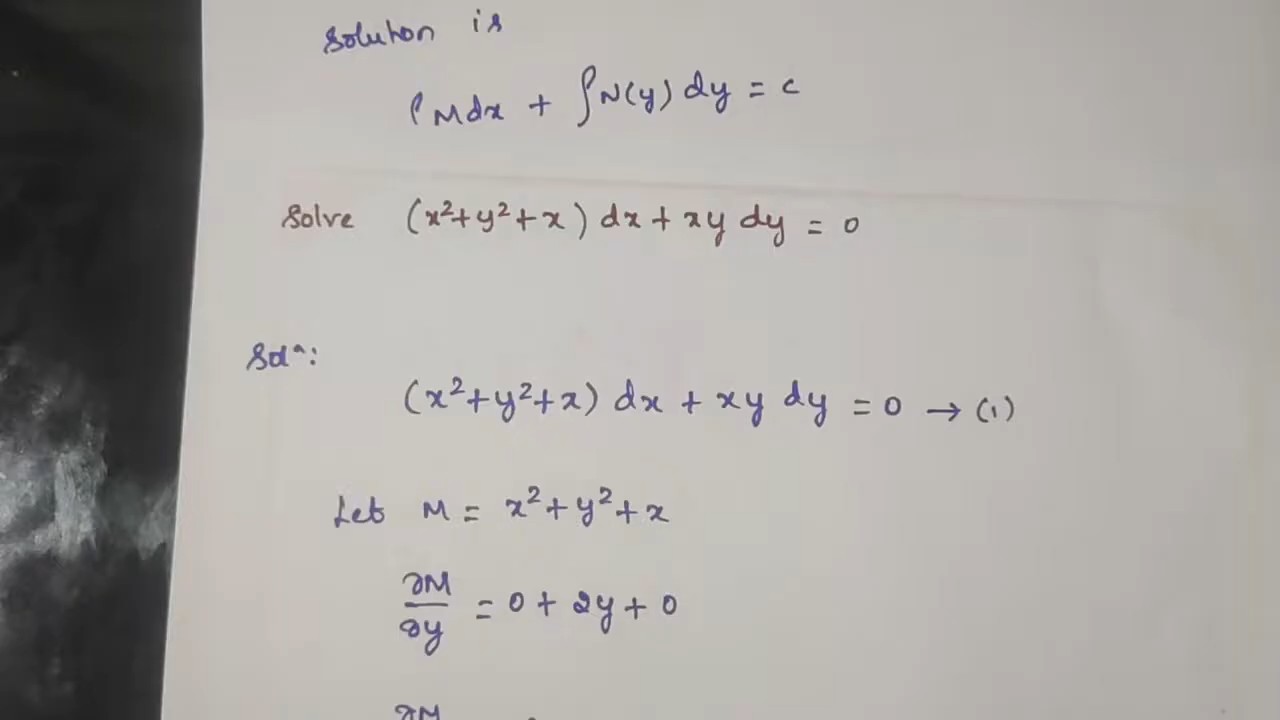 Solution is
∫Mdx + ∫N(y) dy = c
Solve (x²+y²+x) dx + xy dy = 0
Solⁿ:
(x²+y²+x) dx + xy dy = 0 → (1)
Let M = x²+y²+x
∂M/∂y = 0 + 2y + 0
∂M